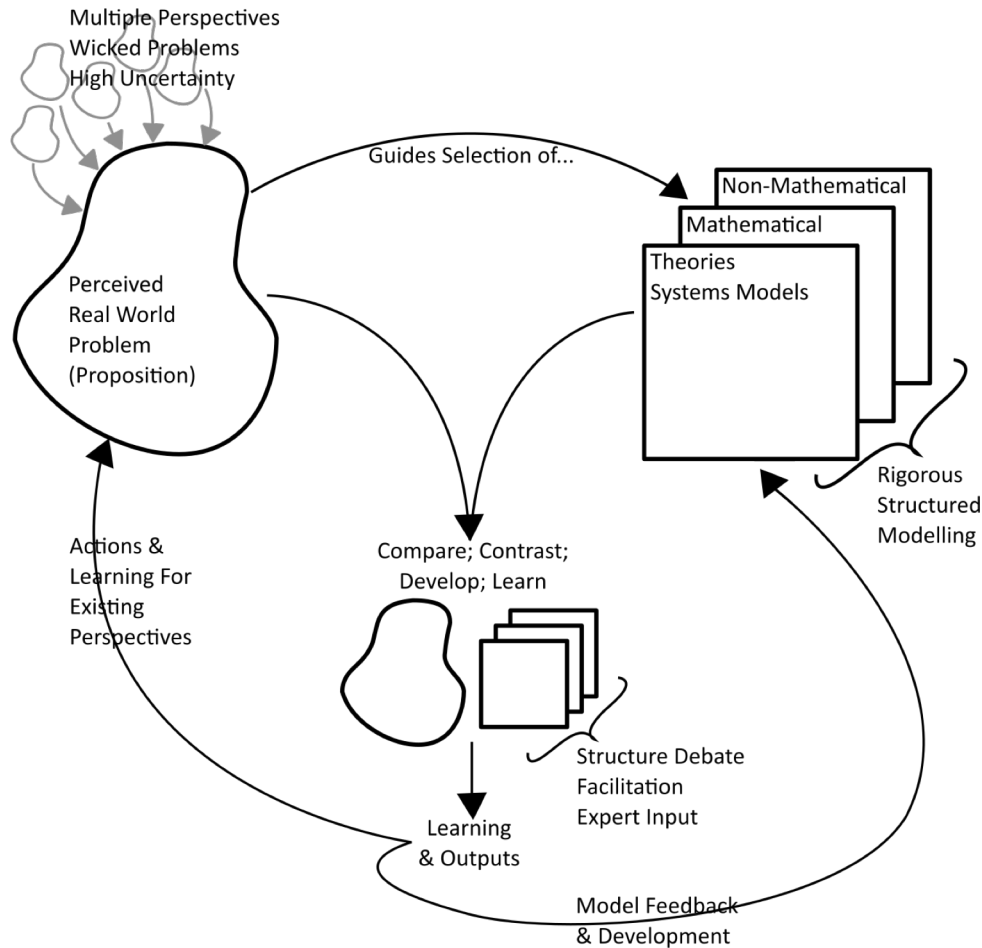 Multiple Perspectives
Wicked Problems
High Uncertainty
Guides Selection of...
Non-Mathematical
Mathematical
Theories
Systems Models
Perceived
Real World
Problem
(Proposition)
Rigorous
Structured
Modelling
Actions &
Learning For
Existing
Perspectives
Compare; Contrast;
Develop; Learn
Structure Debate
Facilitation
Expert Input
Learning
& Outputs
Model Feedback
& Development